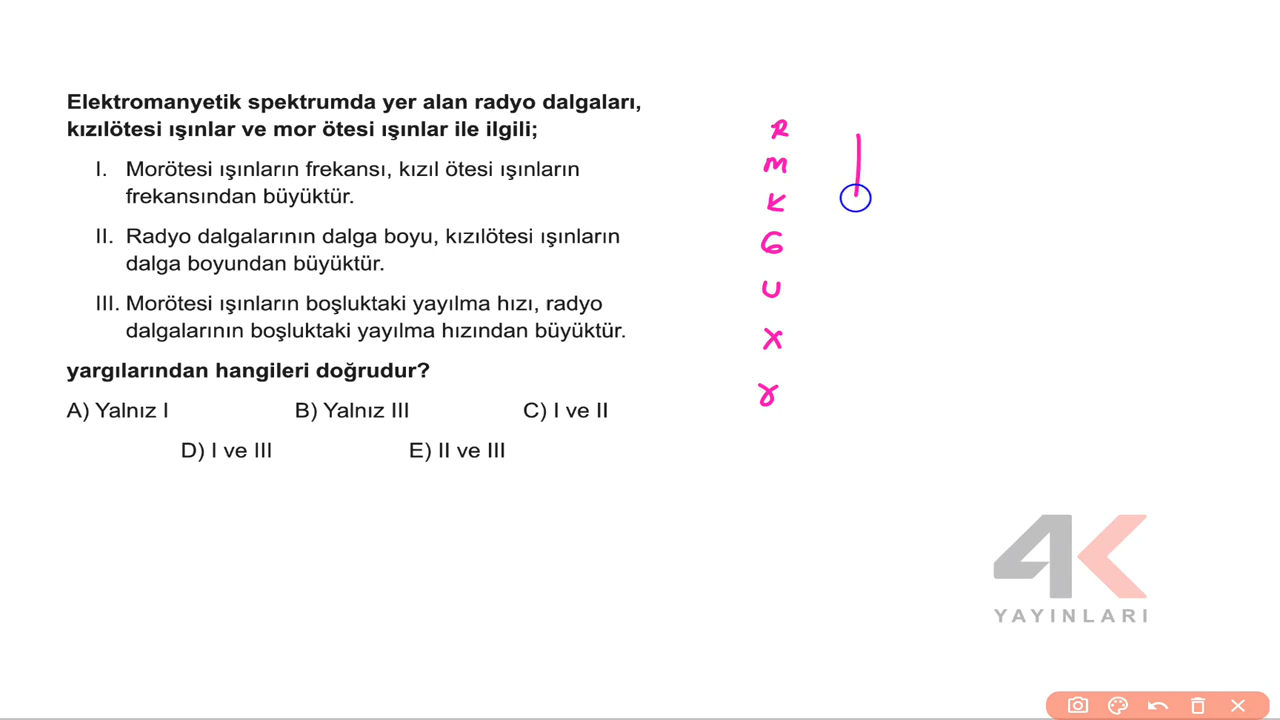 Elektromanyetik spektrumda yer alan radyo dalgaları,
kızılötesi ışınlar ve mor ötesi ışınlar ile ilgili;
I. Morötesi ışınların frekansı, kızıl ötesi ışınların
frekansından büyüktür.
II. Radyo dalgalarının dalga boyu, kızılötesi ışınların
dalga boyundan büyüktür.
III. Morötesi ışınların boşluktaki yayılma hızı, radyo
dalgalarının boşluktaki yayılma hızından büyüktür.
yargılarından hangileri doğrudur?
A) Yalnız I B) Yalnız III C) I ve II
D) I ve III E) II ve III
R
M
K
G
U
X
γ
4K
YAYINLARI